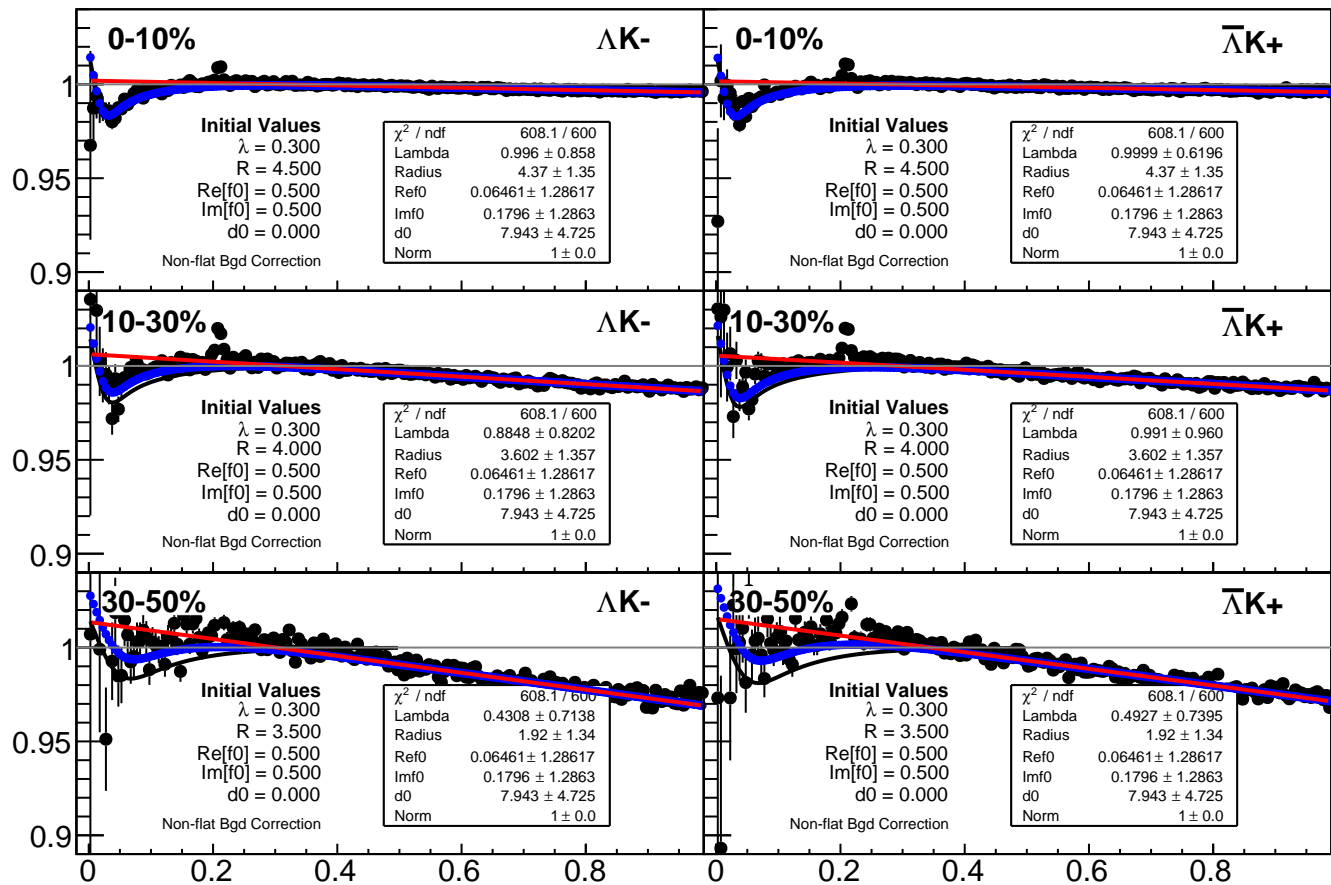 0-10%
ΛK-
1
0.95
0.9
Initial Values
λ = 0.300
R = 4.500
Re[f0] = 0.500
Im[f0] = 0.500
d0 = 0.000
Non-flat Bgd Correction
χ² / ndf 608.1 / 600
Lambda 0.996 ± 0.858
Radius 4.37 ± 1.35
Ref0 0.06461 ± 1.28617
Imf0 0.1796 ± 1.2863
d0 7.943 ± 4.725
Norm 1 ± 0.0
0-10%
Λ̅K+
Initial Values
λ = 0.300
R = 4.500
Re[f0] = 0.500
Im[f0] = 0.500
d0 = 0.000
Non-flat Bgd Correction
χ² / ndf 608.1 / 600
Lambda 0.9999 ± 0.6196
Radius 4.37 ± 1.35
Ref0 0.06461 ± 1.28617
Imf0 0.1796 ± 1.2863
d0 7.943 ± 4.725
Norm 1 ± 0.0
10-30%
ΛK-
1
0.95
0.9
Initial Values
λ = 0.300
R = 4.000
Re[f0] = 0.500
Im[f0] = 0.500
d0 = 0.000
Non-flat Bgd Correction
χ² / ndf 608.1 / 600
Lambda 0.8848 ± 0.8202
Radius 3.602 ± 1.357
Ref0 0.06461 ± 1.28617
Imf0 0.1796 ± 1.2863
d0 7.943 ± 4.725
Norm 1 ± 0.0
10-30%
Λ̅K+
Initial Values
λ = 0.300
R = 4.000
Re[f0] = 0.500
Im[f0] = 0.500
d0 = 0.000
Non-flat Bgd Correction
χ² / ndf 608.1 / 600
Lambda 0.991 ± 0.960
Radius 3.602 ± 1.357
Ref0 0.06461 ± 1.28617
Imf0 0.1796 ± 1.2863
d0 7.943 ± 4.725
Norm 1 ± 0.0
30-50%
ΛK-
1
0.95
0.9
Initial Values
λ = 0.300
R = 3.500
Re[f0] = 0.500
Im[f0] = 0.500
d0 = 0.000
Non-flat Bgd Correction
χ² / ndf 608.1 / 600
Lambda 0.4308 ± 0.7138
Radius 1.92 ± 1.34
Ref0 0.06461 ± 1.28617
Imf0 0.1796 ± 1.2863
d0 7.943 ± 4.725
Norm 1 ± 0.0
30-50%
Λ̅K+
Initial Values
λ = 0.300
R = 3.500
Re[f0] = 0.500
Im[f0] = 0.500
d0 = 0.000
Non-flat Bgd Correction
χ² / ndf 608.1 / 600
Lambda 0.4927 ± 0.7395
Radius 1.92 ± 1.34
Ref0 0.06461 ± 1.28617
Imf0 0.1796 ± 1.2863
d0 7.943 ± 4.725
Norm 1 ± 0.0
0 0.2 0.4 0.6 0.8 0 0.2 0.4 0.6 0.8